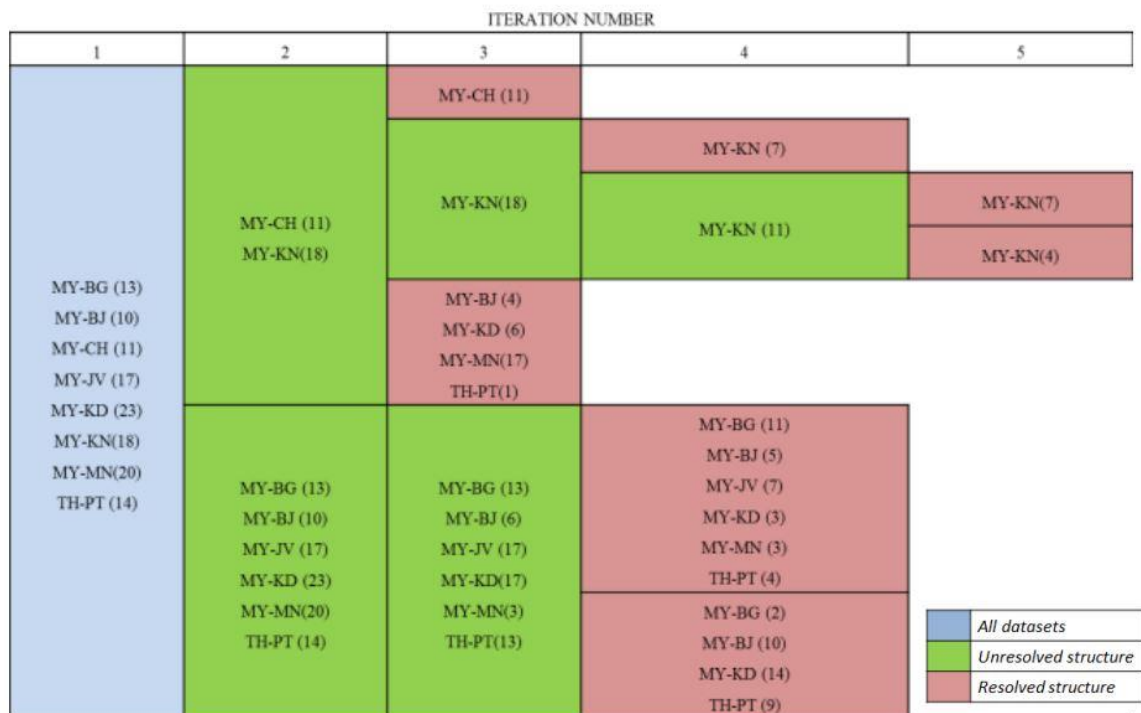 ITERATION NUMBER
1
2
3
4
5
MY-BG (13)
MY-BJ (10)
MY-CH (11)
MY-JV (17)
MY-KD (23)
MY-KN(18)
MY-MN(20)
TH-PT (14)
MY-CH (11)
MY-KN(18)
MY-BG (13)
MY-BJ (10)
MY-JV (17)
MY-KD (23)
MY-MN(20)
TH-PT (14)
MY-CH (11)
MY-KN(18)
MY-BJ (4)
MY-KD (6)
MY-MN(17)
TH-PT(1)
MY-BG (13)
MY-BJ (6)
MY-JV (17)
MY-KD(17)
MY-MN(3)
TH-PT(13)
MY-KN (7)
MY-KN (11)
MY-BG (11)
MY-BJ (5)
MY-JV (7)
MY-KD (3)
MY-MN (3)
TH-PT (4)
MY-BG (2)
MY-BJ (10)
MY-KD (14)
TH-PT (9)
MY-KN(7)
MY-KN(4)
All datasets
Unresolved structure
Resolved structure